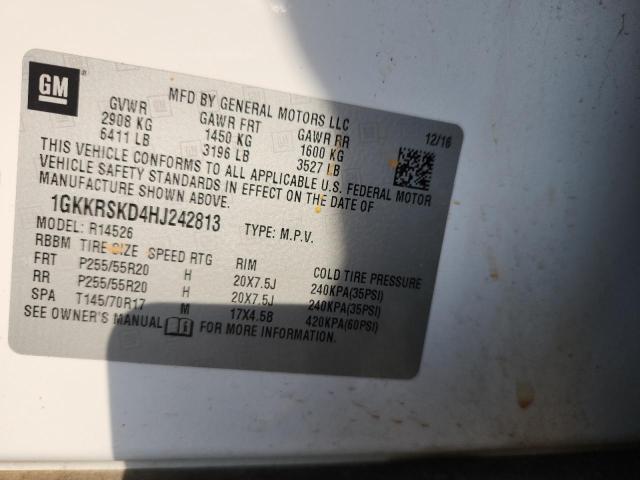 GM
MFD BY GENERAL MOTORS LLC
GVWR GAWR FRT GAWR RR 12/16
2908 KG 1450 KG 1600 KG
6411 LB 3196 LB 3527 LB
THIS VEHICLE CONFORMS TO ALL APPLICABLE U.S. FEDERAL MOTOR
VEHICLE SAFETY STANDARDS IN EFFECT ON THE DATE OF
MANUFACTURE SHOWN ABOVE.
1GKKRSKD4HJ242813 TYPE: M.P.V.
MODEL: R14526
RBBM TIRE SIZE SPEED RTG RIM COLD TIRE PRESSURE
FRT P255/55R20 H 20X7.5J 240KPA(35PSI)
RR P255/55R20 H 20X7.5J 240KPA(35PSI)
SPA T145/70R17 M 17X4.5B 420KPA(60PSI)
SEE OWNER'S MANUAL FOR MORE INFORMATION.